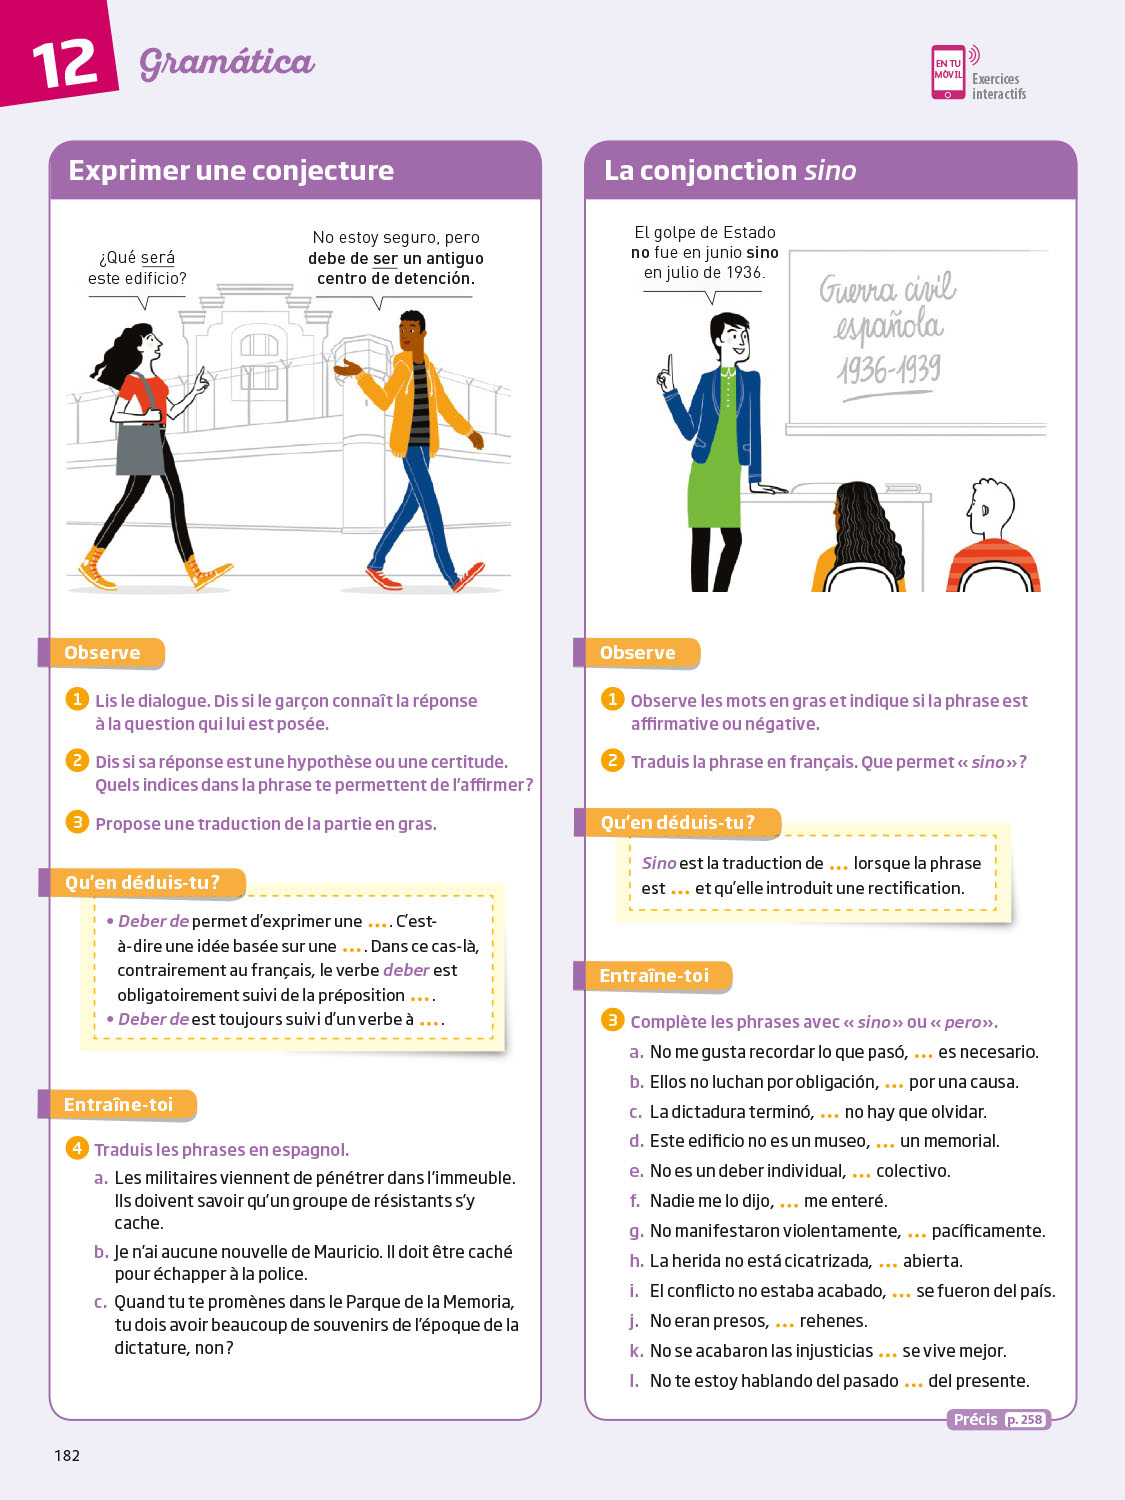 12
Gramática
EN TU
MÓVIL
Exercices
interactifs
Exprimer une conjecture
¿Qué será
este edificio?
No estoy seguro, pero
debe de ser un antiguo
centro de detención.
Observe
1 Lis le dialogue. Dis si le garçon connaît la réponse
à la question qui lui est posée.
2 Dis si sa réponse est une hypothèse ou une certitude.
Quels indices dans la phrase te permettent de l'affirmer ?
3 Propose une traduction de la partie en gras.
Qu'en déduis-tu ?
• Deber de permet d'exprimer une ... . C'est-
à-dire une idée basée sur une ... . Dans ce cas-là,
contrairement au français, le verbe deber est
obligatoirement suivi de la préposition ... .
• Deber de est toujours suivi d'un verbe à ... .
Entraîne-toi
4 Traduis les phrases en espagnol.
a. Les militaires viennent de pénétrer dans l'immeuble.
Ils doivent savoir qu'un groupe de résistants s'y
cache.
b. Je n'ai aucune nouvelle de Mauricio. Il doit être caché
pour échapper à la police.
c. Quand tu te promènes dans le Parque de la Memoria,
tu dois avoir beaucoup de souvenirs de l'époque de la
dictature, non ?
La conjonction sino
El golpe de Estado
no fue en junio sino
en julio de 1936.
Guerra civil
española
1936-1939
Observe
1 Observe les mots en gras et indique si la phrase est
affirmative ou négative.
2 Traduis la phrase en français. Que permet « sino » ?
Qu'en déduis-tu ?
Sino est la traduction de ... lorsque la phrase
est ... et qu'elle introduit une rectification.
Entraîne-toi
3 Complète les phrases avec « sino » ou « pero ».
a. No me gusta recordar lo que pasó, ... es necesario.
b. Ellos no luchan por obligación, ... por una causa.
c. La dictadura terminó, ... no hay que olvidar.
d. Este edificio no es un museo, ... un memorial.
e. No es un deber individual, ... colectivo.
f. Nadie me lo dijo, ... me enteré.
g. No manifestaron violentamente, ... pacíficamente.
h. La herida no está cicatrizada, ... abierta.
i. El conflicto no estaba acabado, ... se fueron del país.
j. No eran presos, ... rehenes.
k. No se acabaron las injusticias ... se vive mejor.
l. No te estoy hablando del pasado ... del presente.
Précis p. 258
182